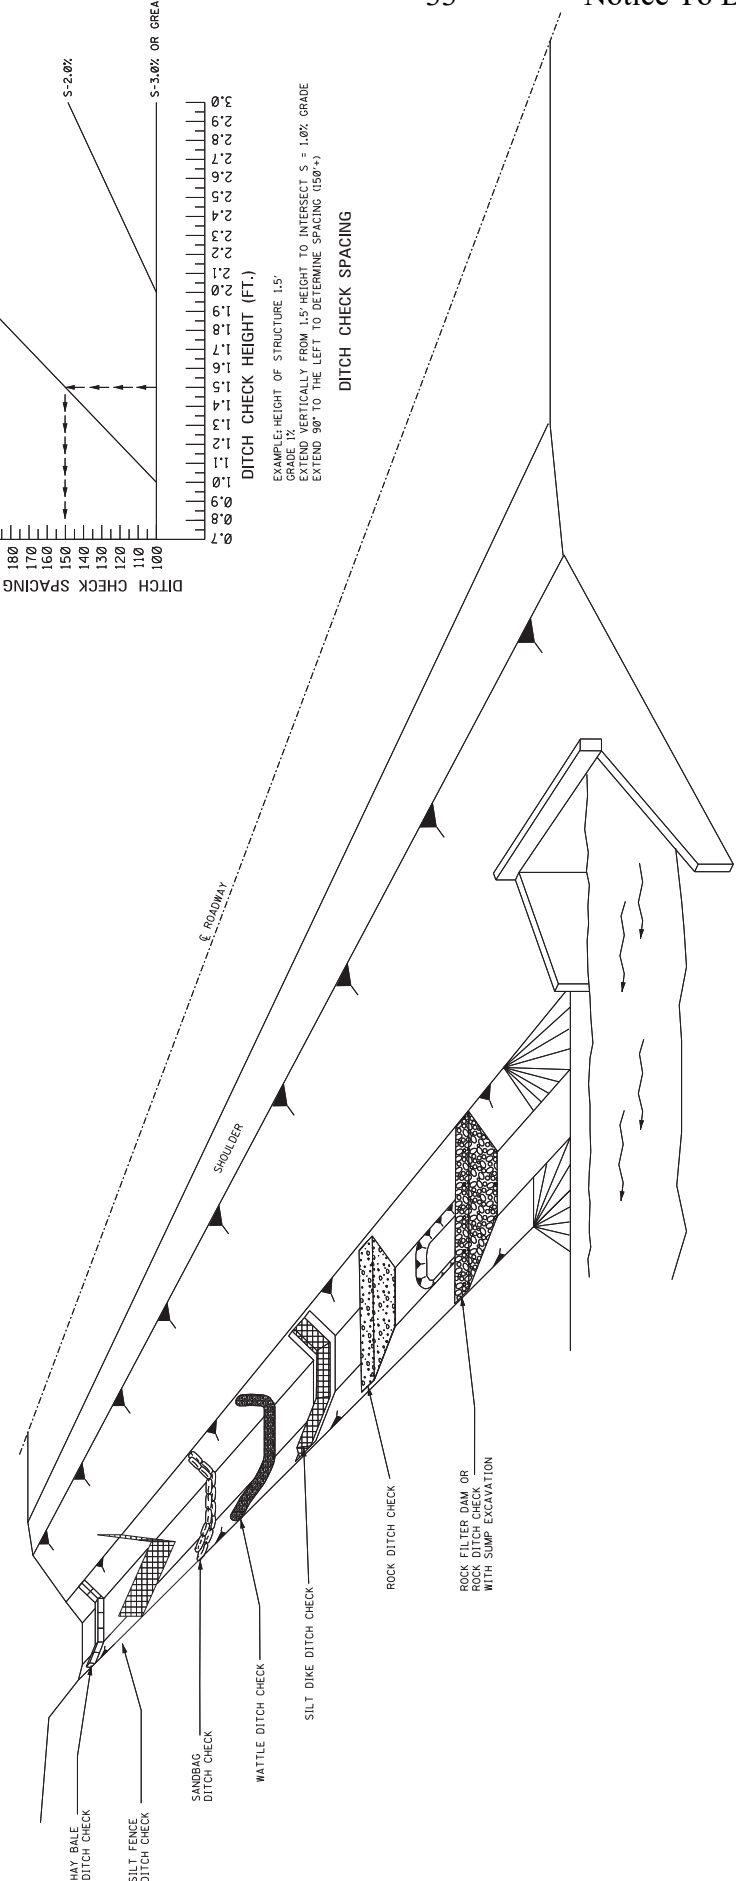 Notice To B
S-2.0%
S-3.0% OR GREA
180
170
160
150
140
130
120
110
100
DITCH CHECK SPACING
0.7
0.8
0.9
1.0
1.1
1.2
1.3
1.4
1.5
1.6
1.7
1.8
1.9
2.0
2.1
2.2
2.3
2.4
2.5
2.6
2.7
2.8
2.9
3.0
DITCH CHECK HEIGHT (FT.)
EXAMPLE: HEIGHT OF STRUCTURE 1.5'
GRADE 1%
EXTEND VERTICALLY FROM 1.5' HEIGHT TO INTERSECT S = 1.0% GRADE
EXTEND 90° TO THE LEFT TO DETERMINE SPACING (150'+)
DITCH CHECK SPACING
℄ ROADWAY
SHOULDER
HAY BALE
DITCH CHECK
SILT FENCE
DITCH CHECK
SANDBAG
DITCH CHECK
WATTLE DITCH CHECK
SILT DIKE DITCH CHECK
ROCK DITCH CHECK
ROCK FILTER DAM OR
ROCK DITCH CHECK
WITH SUMP EXCAVATION